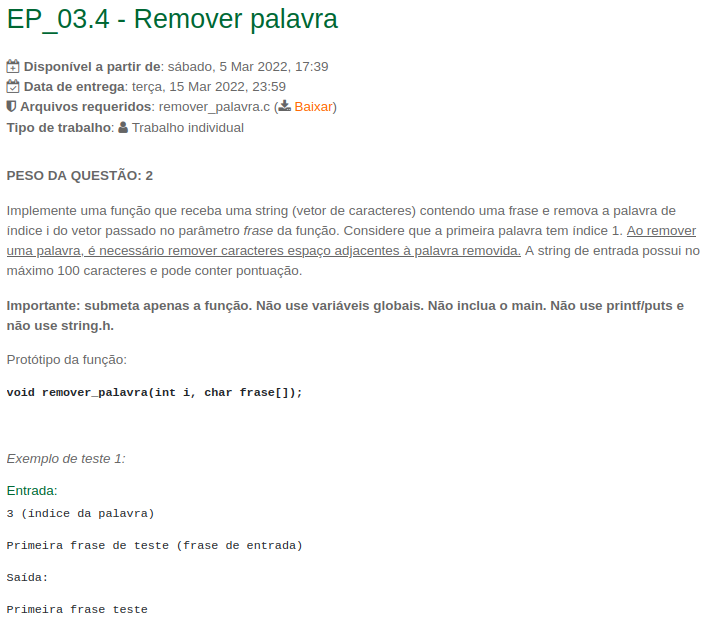 EP_03.4 - Remover palavra
Disponível a partir de: sábado, 5 Mar 2022, 17:39
Data de entrega: terça, 15 Mar 2022, 23:59
Arquivos requeridos: remover_palavra.c ( Baixar)
Tipo de trabalho: Trabalho individual
PESO DA QUESTÃO: 2
Implemente uma função que receba uma string (vetor de caracteres) contendo uma frase e remova a palavra de
índice i do vetor passado no parâmetro frase da função. Considere que a primeira palavra tem índice 1. Ao remover
uma palavra, é necessário remover caracteres espaço adjacentes à palavra removida. A string de entrada possui no
máximo 100 caracteres e pode conter pontuação.
Importante: submeta apenas a função. Não use variáveis globais. Não inclua o main. Não use printf/puts e
não use string.h.
Protótipo da função:
void remover_palavra(int i, char frase[]);
Exemplo de teste 1:
Entrada:
3 (índice da palavra)
Primeira frase de teste (frase de entrada)
Saída:
Primeira frase teste